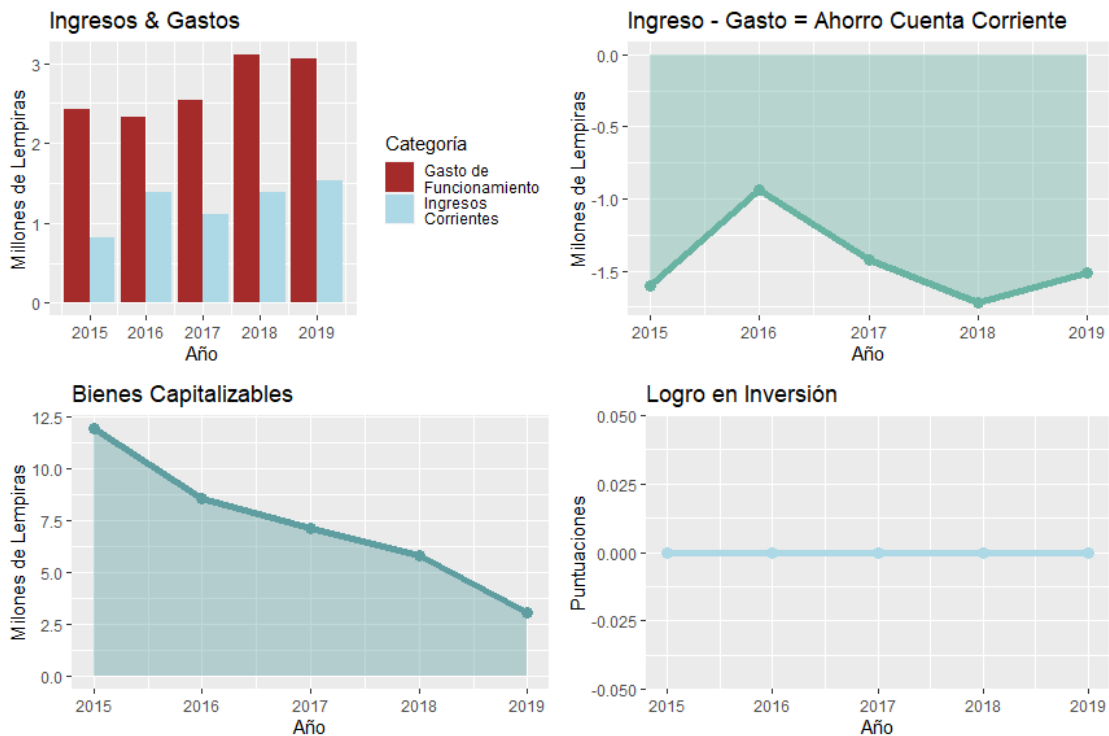 Ingresos & Gastos
Millones de Lempiras
3
2
1
0
2015
2016
2017
2018
2019
Año
Categoría
Gasto de
Funcionamiento
Ingresos
Corrientes
Ingreso - Gasto = Ahorro Cuenta Corriente
Milones de Lempiras
0.0
-0.5
-1.0
-1.5
2015
2016
2017
2018
2019
Año
Bienes Capitalizables
Milones de Lempiras
12.5
10.0
7.5
5.0
2.5
0.0
2015
2016
2017
2018
2019
Año
Logro en Inversión
Puntuaciones
0.050
0.025
0.000
-0.025
-0.050
2015
2016
2017
2018
2019
Año